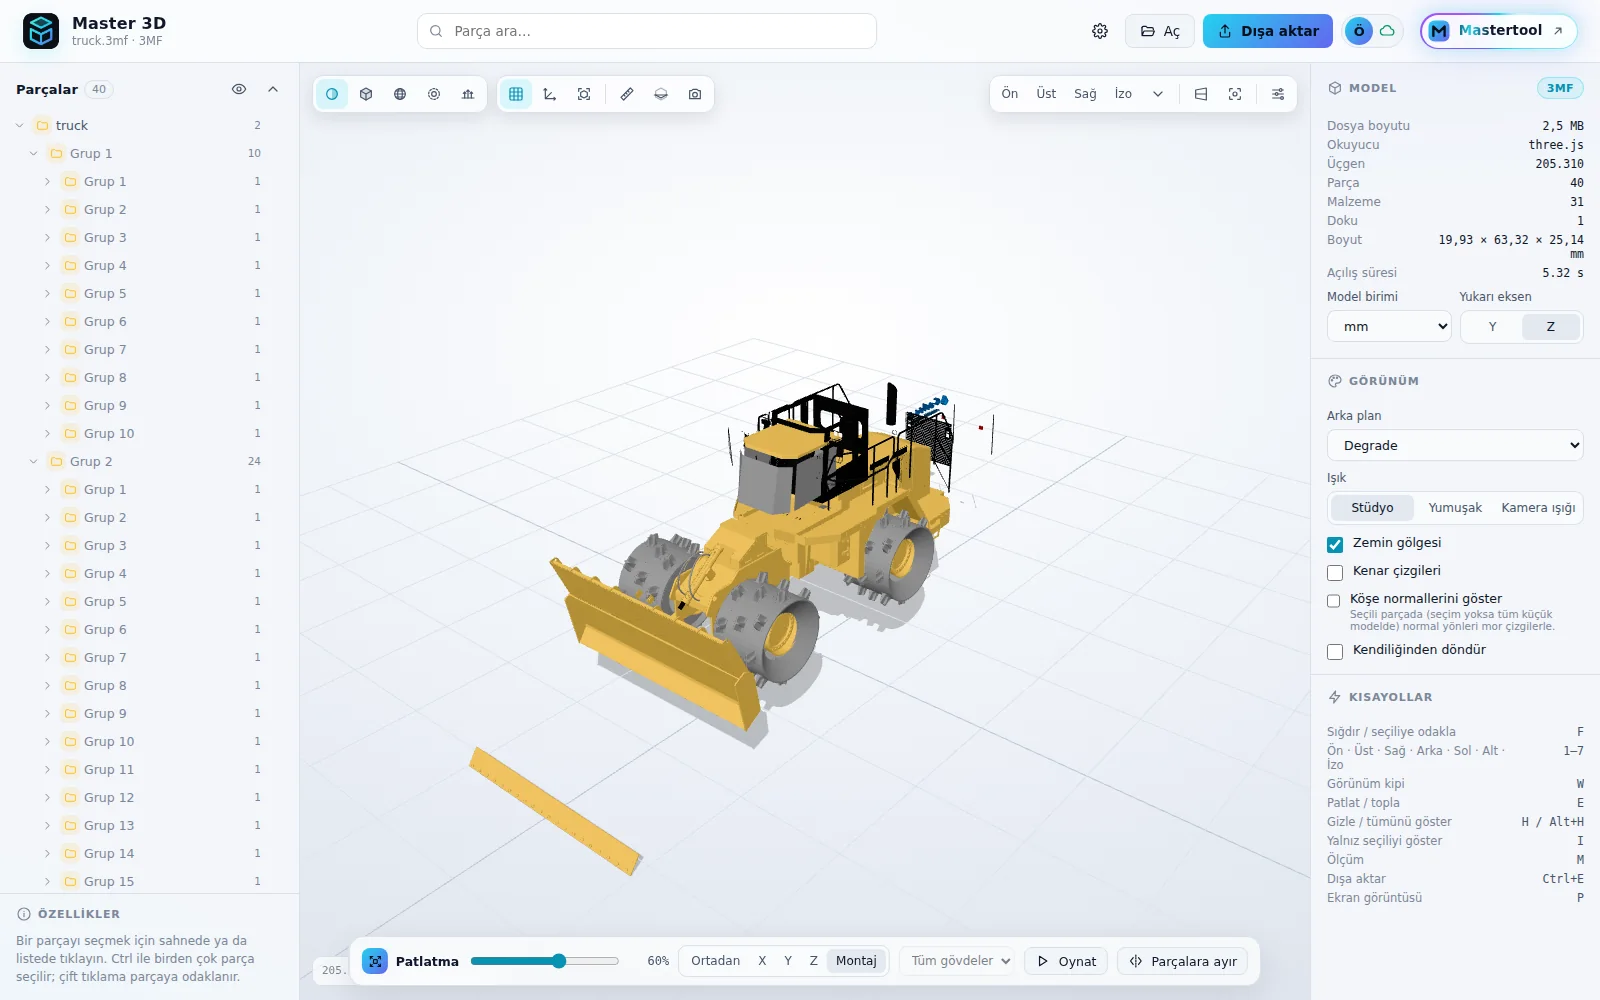 Master 3D
truck.3mf · 3MF
Parça ara...
Aç
Dışa aktar
Ö
Mastertool
Parçalar 40
truck 2
Grup 1 10
Grup 1 1
Grup 2 1
Grup 3 1
Grup 4 1
Grup 5 1
Grup 6 1
Grup 7 1
Grup 8 1
Grup 9 1
Grup 10 1
Grup 2 24
Grup 1 1
Grup 2 1
Grup 3 1
Grup 4 1
Grup 5 1
Grup 6 1
Grup 7 1
Grup 8 1
Grup 9 1
Grup 10 1
Grup 11 1
Grup 12 1
Grup 13 1
Grup 14 1
Grup 15 1
ÖZELLİKLER
Bir parçayı seçmek için sahnede ya da
listede tıklayın. Ctrl ile birden çok parça
seçilir; çift tıklama parçaya odaklanır.
Ön Üst Sağ İzo
205.
Patlatma 60% Ortadan X Y Z Montaj Tüm gövdeler Oynat Parçalara ayır
MODEL 3MF
Dosya boyutu 2,5 MB
Okuyucu three.js
Üçgen 205.310
Parça 40
Malzeme 31
Doku 1
Boyut 19,93 × 63,32 × 25,14
mm
Açılış süresi 5.32 s
Model birimi Yukarı eksen
mm Y Z
GÖRÜNÜM
Arka plan
Degrade
Işık
Stüdyo Yumuşak Kamera ışığı
Zemin gölgesi
Kenar çizgileri
Köşe normallerini göster
Seçili parçada (seçim yoksa tüm küçük
modelde) normal yönleri mor çizgilerle.
Kendiliğinden döndür
KISAYOLLAR
Sığdır / seçiliye odakla F
Ön · Üst · Sağ · Arka · Sol · Alt · 1–7
İzo
Görünüm kipi W
Patlat / topla E
Gizle / tümünü göster H / Alt+H
Yalnız seçiliyi göster I
Ölçüm M
Dışa aktar Ctrl+E
Ekran görüntüsü P